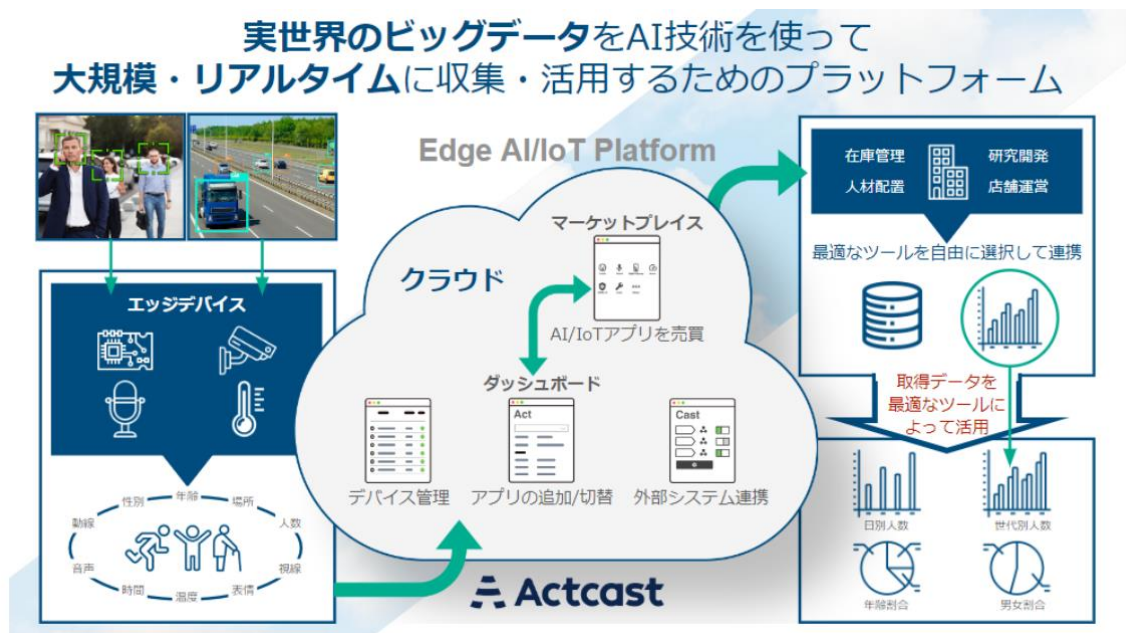 実世界のビッグデータをAI技術を使って
大規模・リアルタイムに収集・活用するためのプラットフォーム
Edge AI/IoT Platform
エッジデバイス
性別
年齢
場所
動線
人数
音声
視線
時間
温度
表情
クラウド
マーケットプレイス
AI/IoTアプリを売買
ダッシュボード
Act
Cast
デバイス管理
アプリの追加/切替
外部システム連携
Actcast
在庫管理
研究開発
人材配置
店舗運営
最適なツールを自由に選択して連携
取得データを
最適なツールに
よって活用
日別人数
世代別人数
年齢割合
男女割合